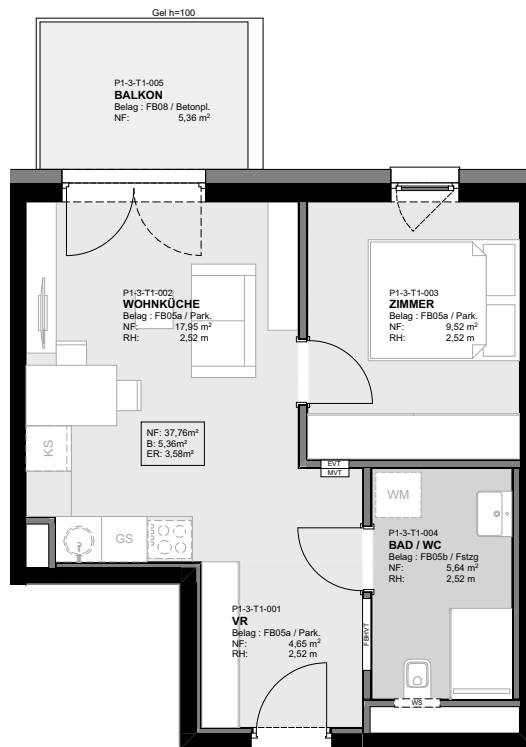 Gel h=100
P1-3-T1-005
BALKON
Belag : FB08 / Betonpl.
NF: 5,36 m²
P1-3-T1-002
WOHNKÜCHE
Belag : FB05a / Park.
NF: 17,95 m²
RH: 2,52 m
P1-3-T1-003
ZIMMER
Belag : FB05a / Park.
NF: 9,52 m²
RH: 2,52 m
NF: 37,76m²
B: 5,36m²
ER: 3,58m²
KS
EVT
MVT
WM
GS
P1-3-T1-004
BAD / WC
Belag : FB05b / Fstzg
NF: 5,64 m²
RH: 2,52 m
P1-3-T1-001
VR
Belag : FB05a / Park.
NF: 4,65 m²
RH: 2,52 m
FBHVT
WS